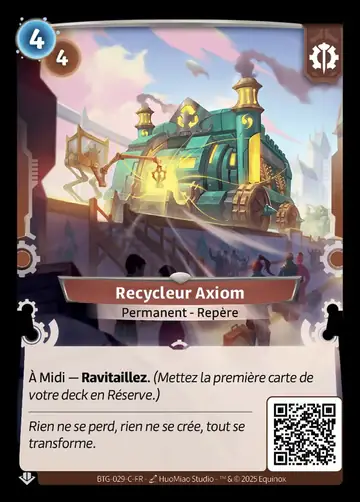 4
4
Recycleur Axiom
Permanent - Repère
À Midi — Ravitaillez. (Mettez la première carte de
votre deck en Réserve.)
Rien ne se perd, rien ne se crée, tout se
transforme.
BTG-029-C-FR - HuoMiao Studio - ™ & © 2025 Equinox